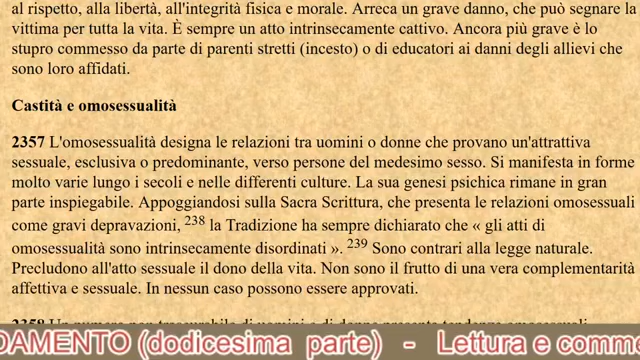 al rispetto, alla libertà, all'integrità fisica e morale. Arreca un grave danno, che può segnare la
vittima per tutta la vita. È sempre un atto intrinsecamente cattivo. Ancora più grave è lo
stupro commesso da parte di parenti stretti (incesto) o di educatori ai danni degli allievi che
sono loro affidati.
Castità e omosessualità
2357 L'omosessualità designa le relazioni tra uomini o donne che provano un'attrattiva
sessuale, esclusiva o predominante, verso persone del medesimo sesso. Si manifesta in forme
molto varie lungo i secoli e nelle differenti culture. La sua genesi psichica rimane in gran
parte inspiegabile. Appoggiandosi sulla Sacra Scrittura, che presenta le relazioni omosessuali
come gravi depravazioni, 238 la Tradizione ha sempre dichiarato che « gli atti di
omosessualità sono intrinsecamente disordinati ». 239 Sono contrari alla legge naturale.
Precludono all'atto sessuale il dono della vita. Non sono il frutto di una vera complementarità
affettiva e sessuale. In nessun caso possono essere approvati.
DAMENTO (dodicesima parte) - Lettura e comme